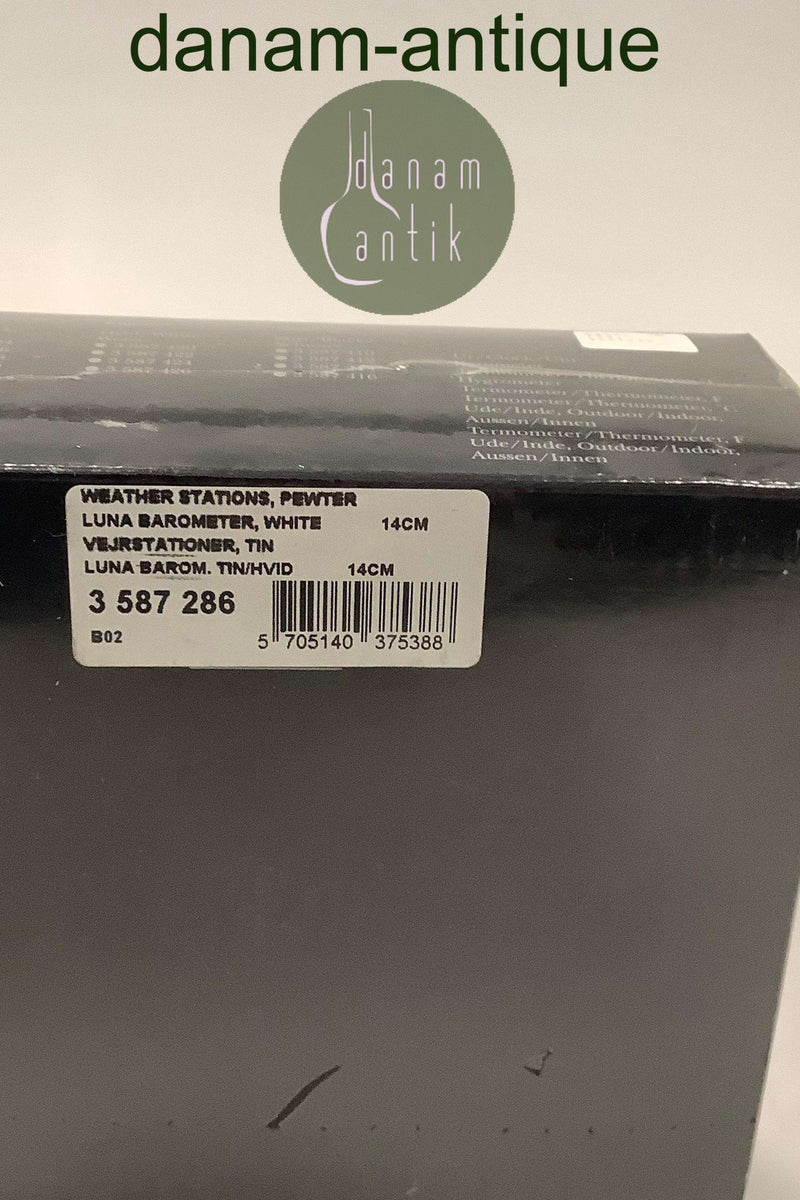 danam-antique
danam
antik
Hygrometer
Termometer/Thermometer, F
Termometer/Thermometer, C
Ude/Inde, Outdoor/Indoor,
Aussen/Innen
Termometer/Thermometer, F
Ude/Inde, Outdoor/Indoor,
Aussen/Innen
WEATHER STATIONS, PEWTER
LUNA BAROMETER, WHITE 14CM
VEJRSTATIONER, TIN
LUNA BAROM. TIN/HVID 14CM
3 587 286
B02
5 705140 375388